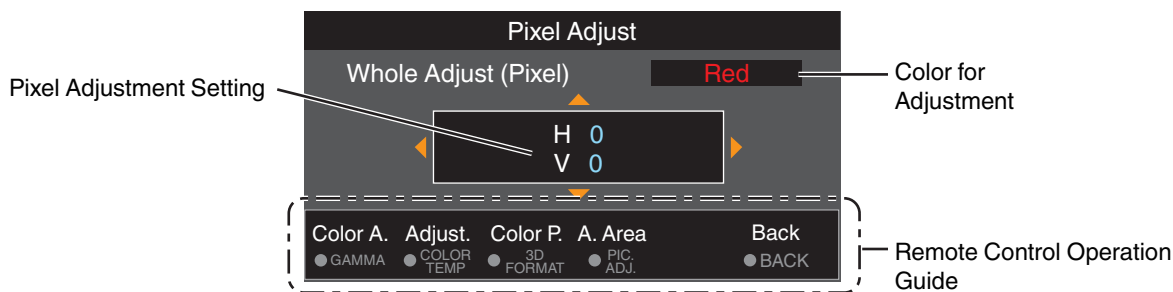 Pixel Adjust
Whole Adjust (Pixel) Red
Pixel Adjustment Setting
Color for
Adjustment
H 0
V 0
Color A. Adjust. Color P. A. Area Back
GAMMA COLOR TEMP 3D FORMAT PIC. ADJ. BACK
Remote Control Operation
Guide